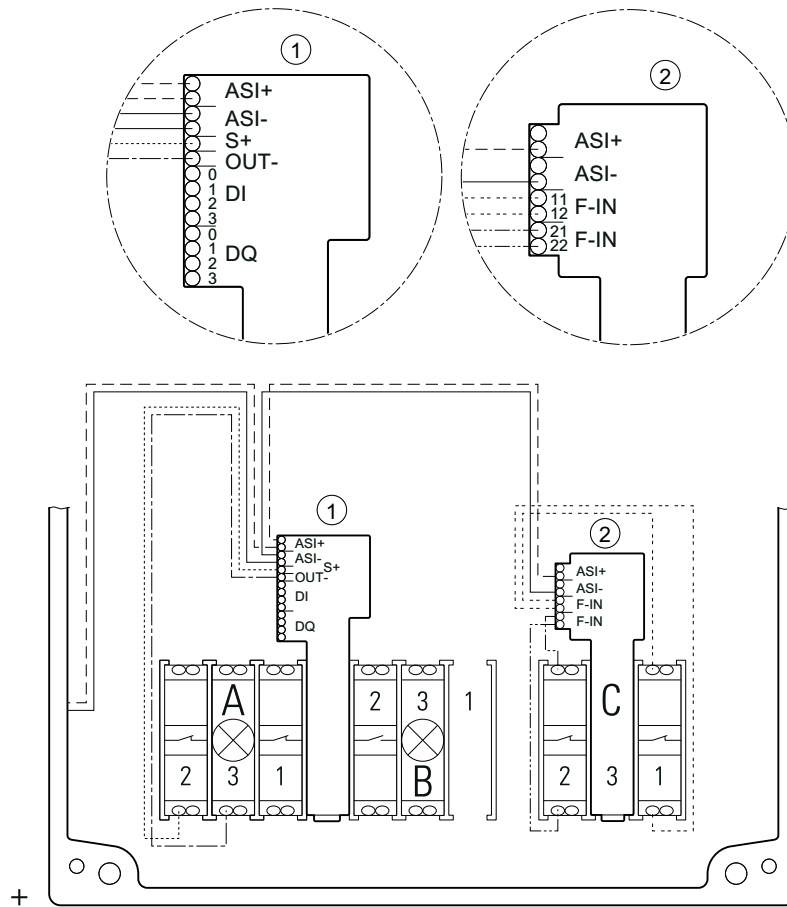 1
ASI+
ASI-
S+
OUT-
0
1
DI
2
3
0
1
DQ
2
3
2
ASI+
ASI-
11
F-IN
12
21
F-IN
22
1
ASI+
ASI-
S+
OUT-
DI
DQ
2
ASI+
ASI-
F-IN
F-IN
A
2
3
1
2
3
1
B
C
2
3
1
+